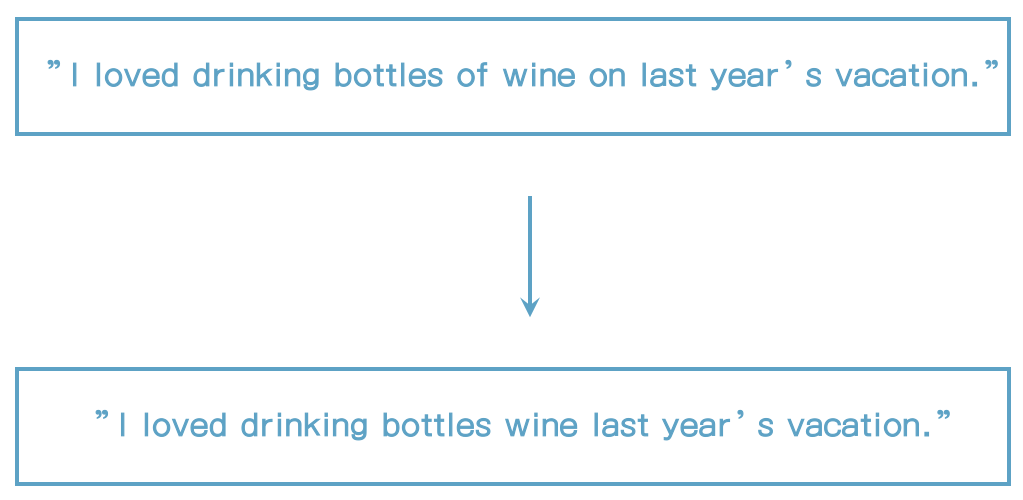 ”I loved drinking bottles of wine on last year’s vacation.”
”I loved drinking bottles wine last year’s vacation.”